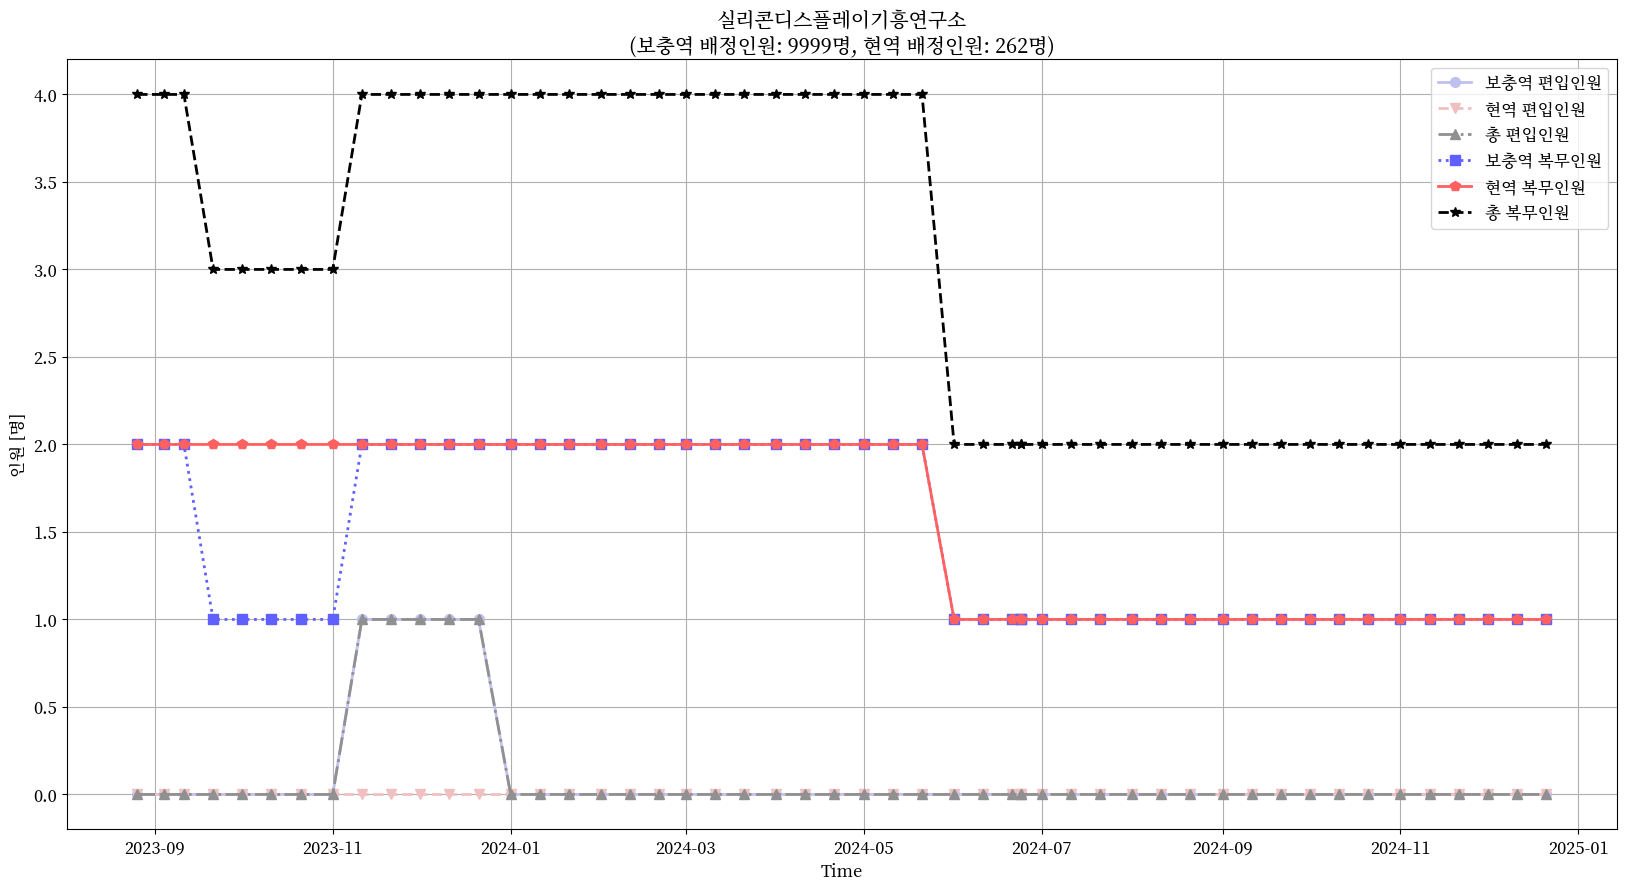 실리콘디스플레이기흥연구소
(보충역 배정인원: 9999명, 현역 배정인원: 262명)
보충역 편입인원
현역 편입인원
총 편입인원
보충역 복무인원
현역 복무인원
총 복무인원
4.0
3.5
3.0
2.5
2.0
1.5
1.0
0.5
0.0
인원 [명]
2023-09 2023-11 2024-01 2024-03 2024-05 2024-07 2024-09 2024-11 2025-01
Time